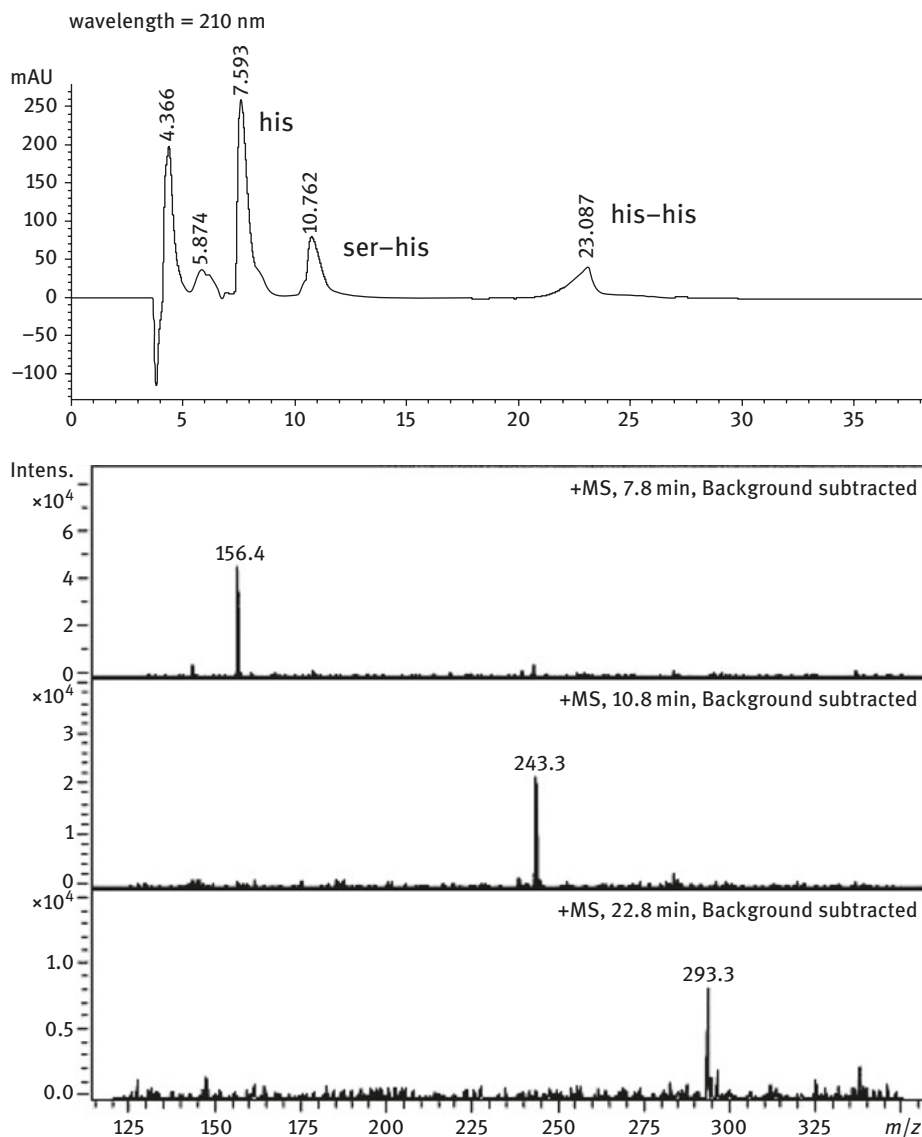 wavelength = 210 nm
mAU
250
200
150
100
50
0
−50
−100
4.366
5.874
7.593
his
10.762
ser–his
23.087
his–his
0 5 10 15 20 25 30 35
Intens.
×10⁴
+MS, 7.8 min, Background subtracted
6
4
2
0
156.4
×10⁴
+MS, 10.8 min, Background subtracted
3
2
1
0
243.3
×10⁴
+MS, 22.8 min, Background subtracted
1.0
0.5
0.0
293.3
125 150 175 200 225 250 275 300 325 m/z